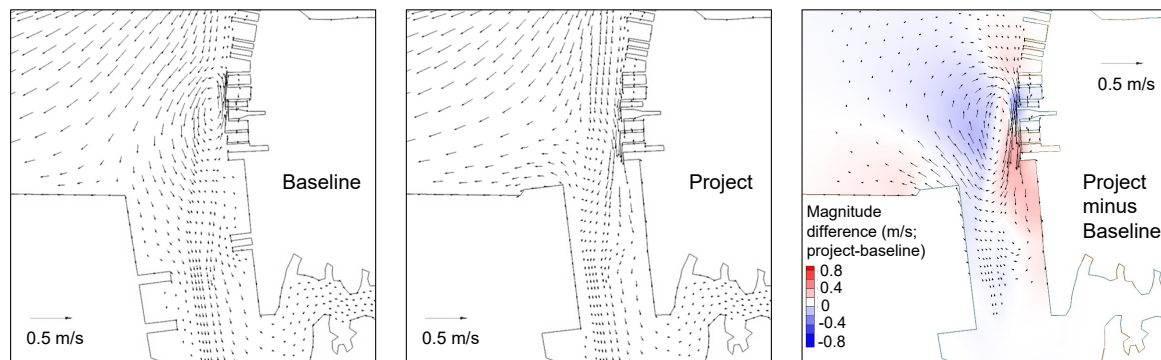 Baseline
0.5 m/s
Project
0.5 m/s
0.5 m/s
Project
minus
Baseline
Magnitude
difference (m/s;
project-baseline)
0.8
0.4
0
-0.4
-0.8